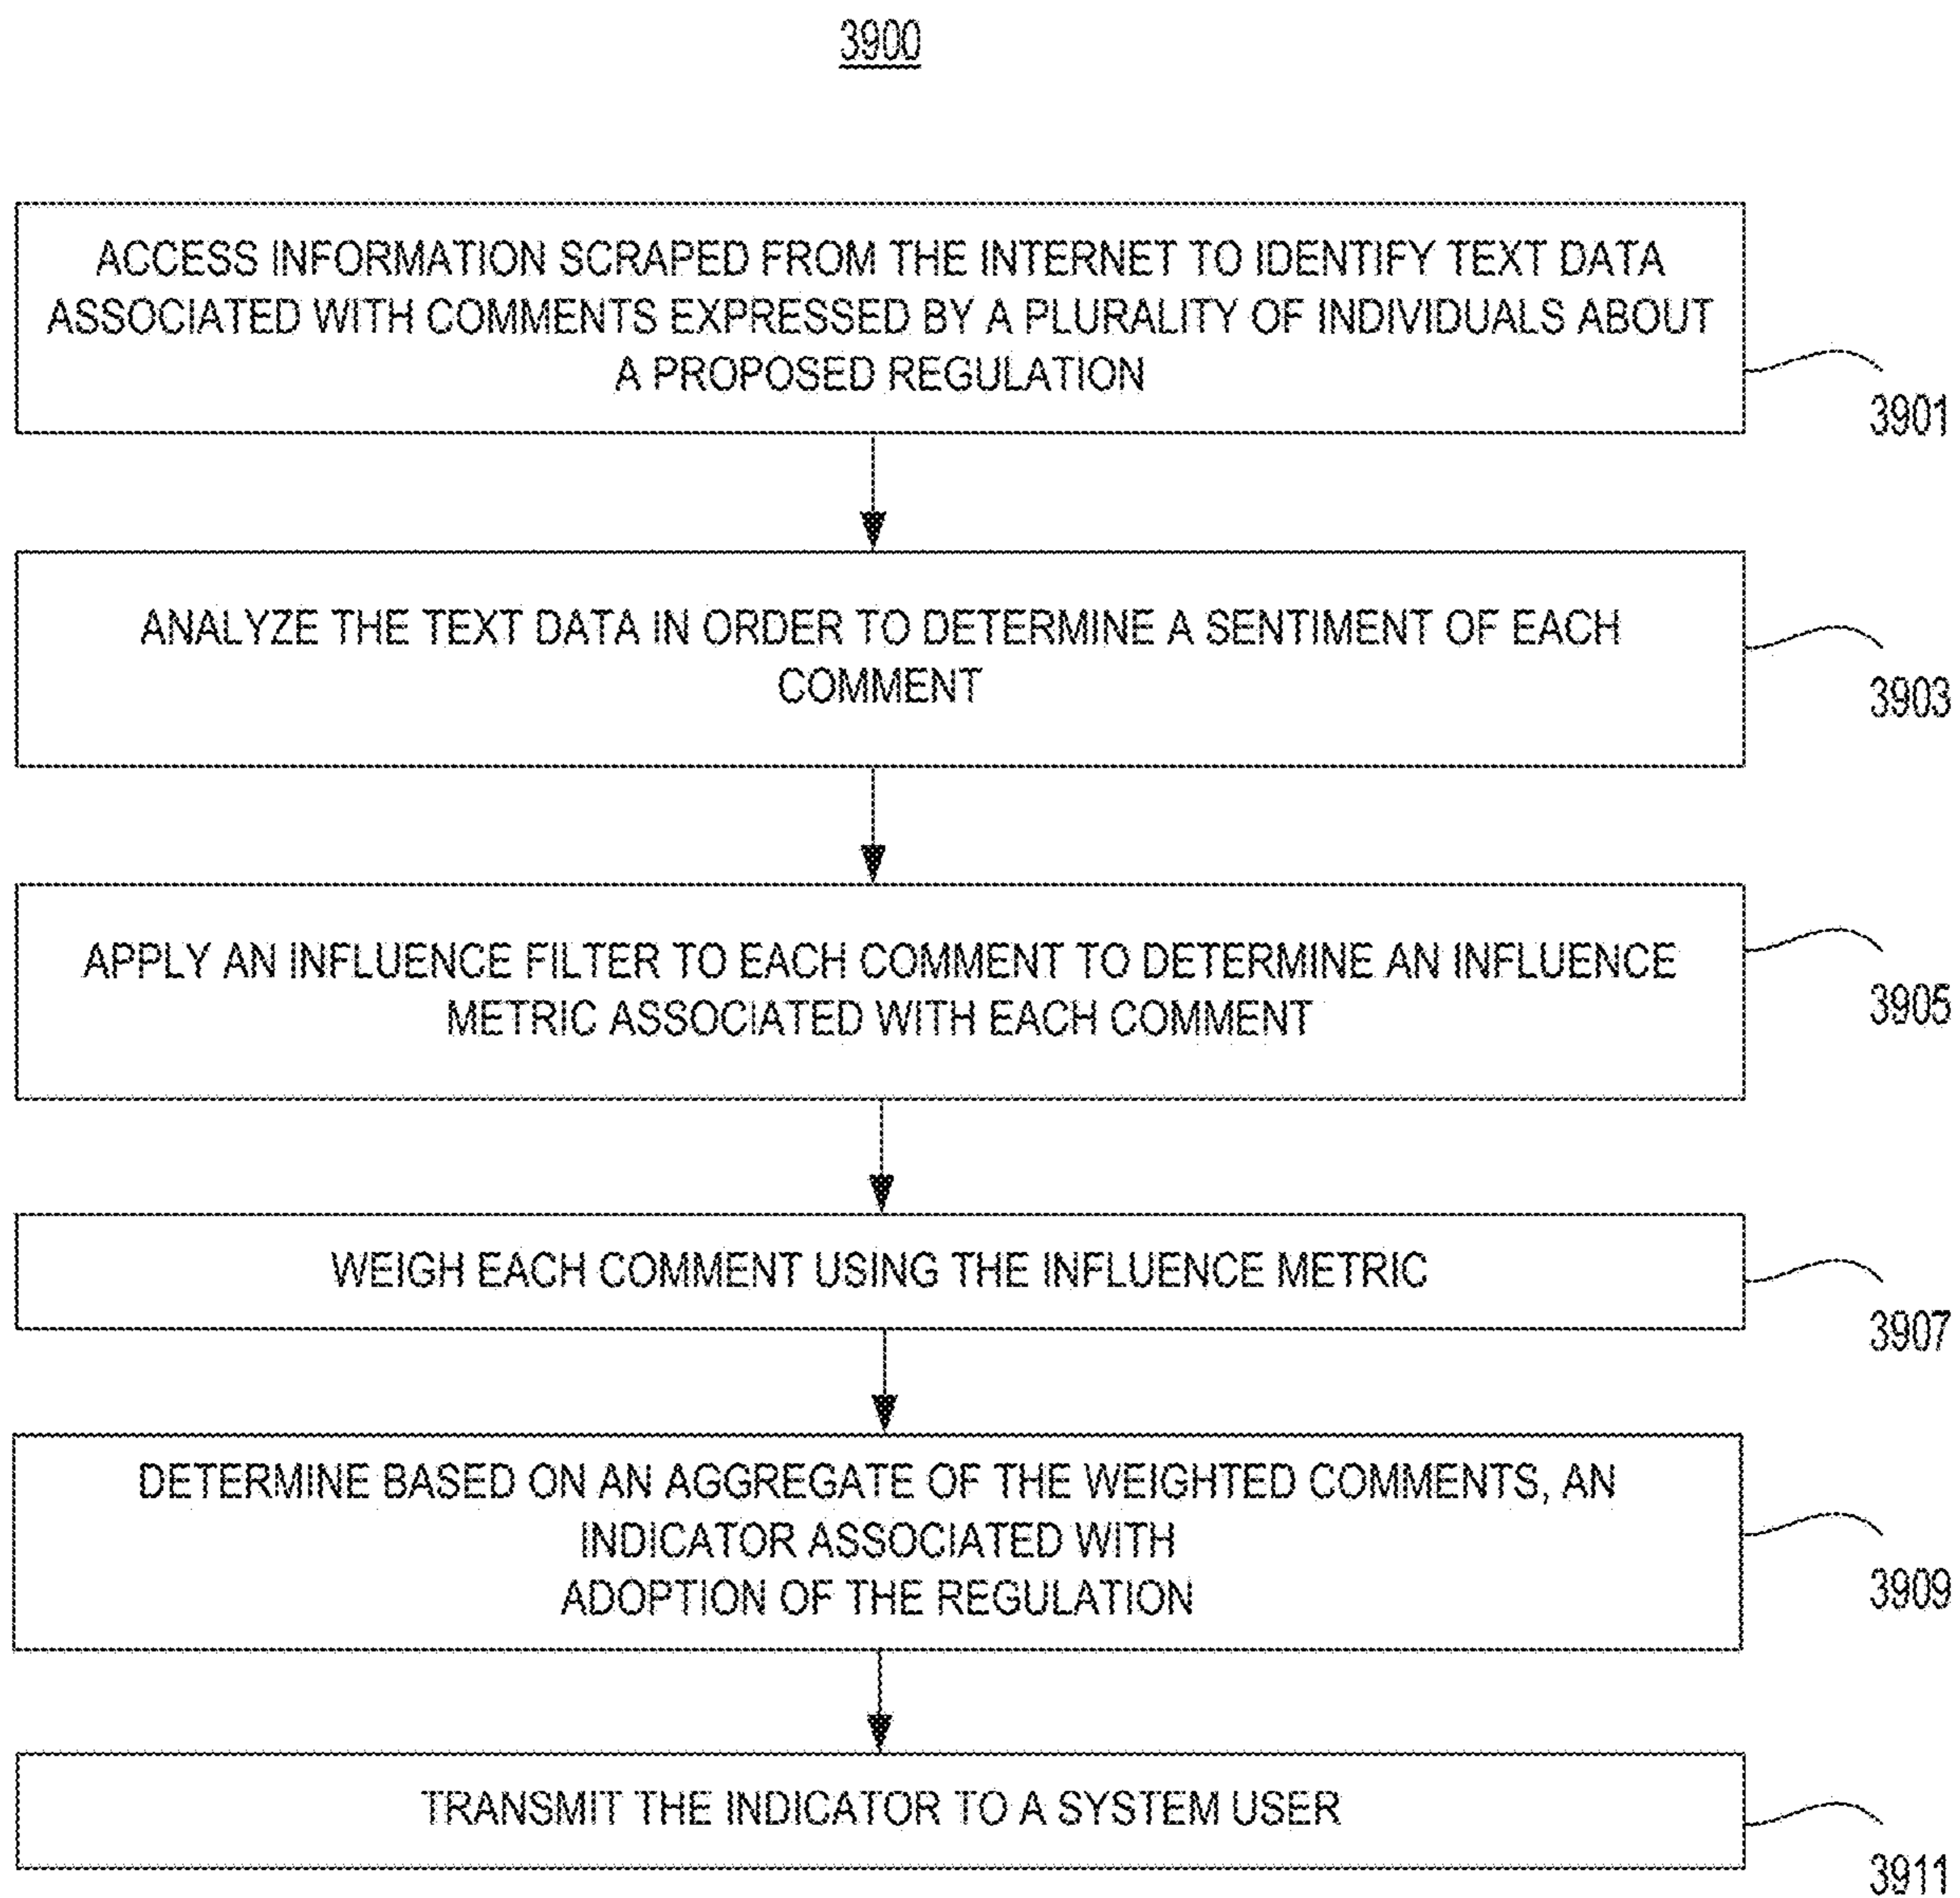 3900
ACCESS INFORMATION SCRAPED FROM THE INTERNET TO IDENTIFY TEXT DATA
ASSOCIATED WITH COMMENTS EXPRESSED BY A PLURALITY OF INDIVIDUALS ABOUT
A PROPOSED REGULATION
3901
ANALYZE THE TEXT DATA IN ORDER TO DETERMINE A SENTIMENT OF EACH
COMMENT
3903
APPLY AN INFLUENCE FILTER TO EACH COMMENT TO DETERMINE AN INFLUENCE
METRIC ASSOCIATED WITH EACH COMMENT
3905
WEIGH EACH COMMENT USING THE INFLUENCE METRIC
3907
DETERMINE BASED ON AN AGGREGATE OF THE WEIGHTED COMMENTS, AN
INDICATOR ASSOCIATED WITH
ADOPTION OF THE REGULATION
3909
TRANSMIT THE INDICATOR TO A SYSTEM USER
3911